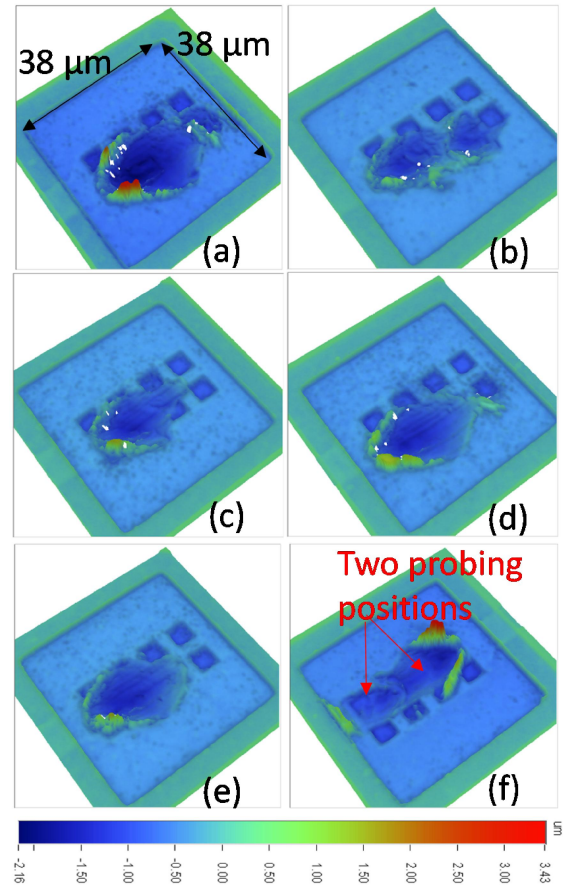 38 μm
38 μm
(a)
(b)
(c)
(d)
Two probing
positions
(e)
(f)
um
-2.16
-1.50
-1.00
-0.50
0.00
0.50
1.00
1.50
2.00
2.50
3.00
3.43